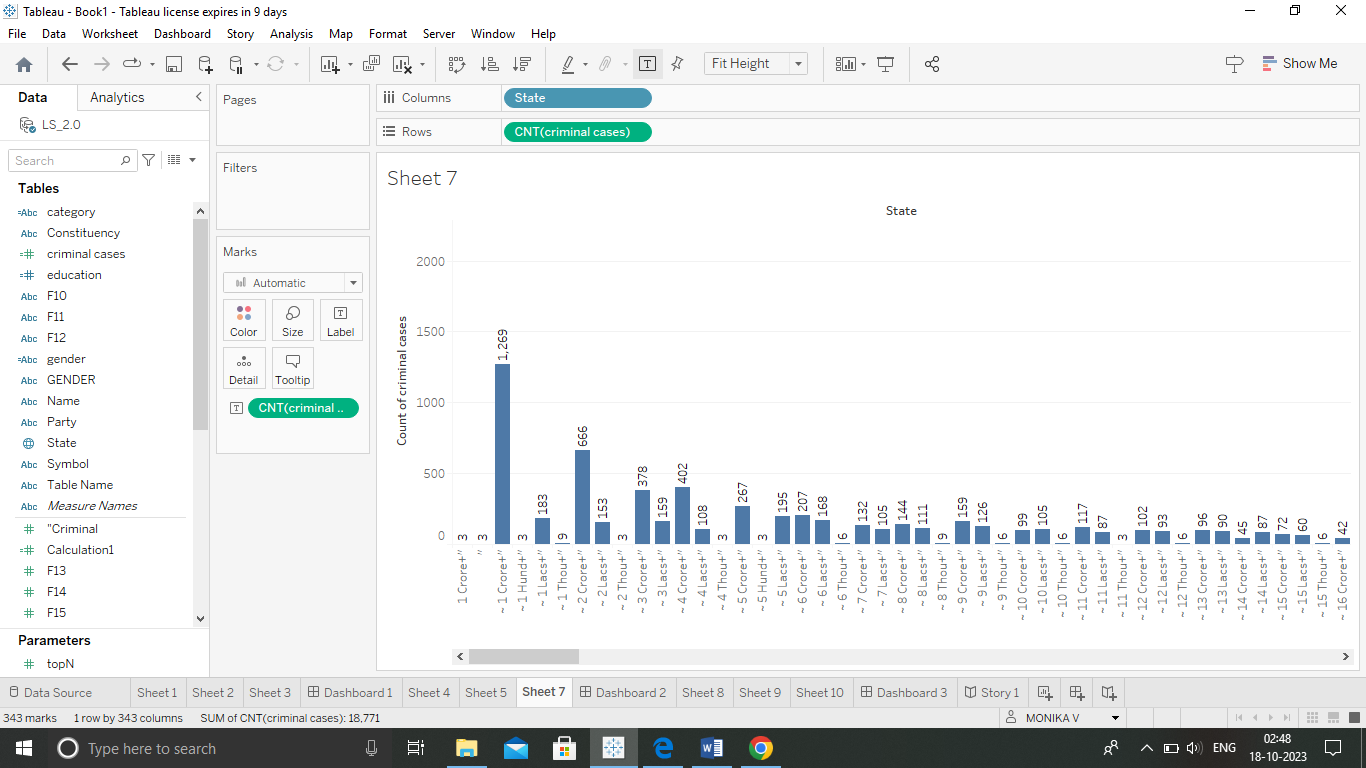 Tableau - Book1 - Tableau license expires in 9 days
File Data Worksheet Dashboard Story Analysis Map Format Server Window Help
Fit Height
Show Me
Data Analytics
LS_2.0
Search
Tables
=Abc category
Abc Constituency
=# criminal cases
=# education
Abc F10
Abc F11
Abc F12
=Abc gender
Abc GENDER
Abc Name
Abc Party
State
Abc Symbol
Abc Table Name
Abc Measure Names
# "Criminal
=# Calculation1
# F13
# F14
# F15
Parameters
# topN
Pages
Filters
Marks
Automatic
Color Size Label
Detail Tooltip
CNT(criminal ..
Columns State
Rows CNT(criminal cases)
Sheet 7
State
Count of criminal cases
2000
1500
1000
500
0
3 3 1,269 3 183 9 666 153 3 378 159 402 108 3 267 3 195 207 168 6 132 105 144 111 9 159 126 6 99 105 6 117 87 3 102 93 6 96 90 45 87 72 60 6 42
1 Crore+”
”
~ 1 Crore+”
~ 1 Hund+”
~ 1 Lacs+”
~ 1 Thou+”
~ 2 Crore+”
~ 2 Lacs+”
~ 2 Thou+”
~ 3 Crore+”
~ 3 Lacs+”
~ 4 Crore+”
~ 4 Lacs+”
~ 4 Thou+”
~ 5 Crore+”
~ 5 Hund+”
~ 5 Lacs+”
~ 6 Crore+”
~ 6 Lacs+”
~ 6 Thou+”
~ 7 Crore+”
~ 7 Lacs+”
~ 8 Crore+”
~ 8 Lacs+”
~ 8 Thou+”
~ 9 Crore+”
~ 9 Lacs+”
~ 9 Thou+”
~ 10 Crore+”
~ 10 Lacs+”
~ 10 Thou+”
~ 11 Crore+”
~ 11 Lacs+”
~ 11 Thou+”
~ 12 Crore+”
~ 12 Lacs+”
~ 12 Thou+”
~ 13 Crore+”
~ 13 Lacs+”
~ 14 Crore+”
~ 14 Lacs+”
~ 15 Crore+”
~ 15 Lacs+”
~ 15 Thou+”
~ 16 Crore+”
Data Source Sheet 1 Sheet 2 Sheet 3 Dashboard 1 Sheet 4 Sheet 5 Sheet 7 Dashboard 2 Sheet 8 Sheet 9 Sheet 10 Dashboard 3 Story 1
343 marks 1 row by 343 columns SUM of CNT(criminal cases): 18,771 MONIKA V
Type here to search
ENG
02:48
18-10-2023